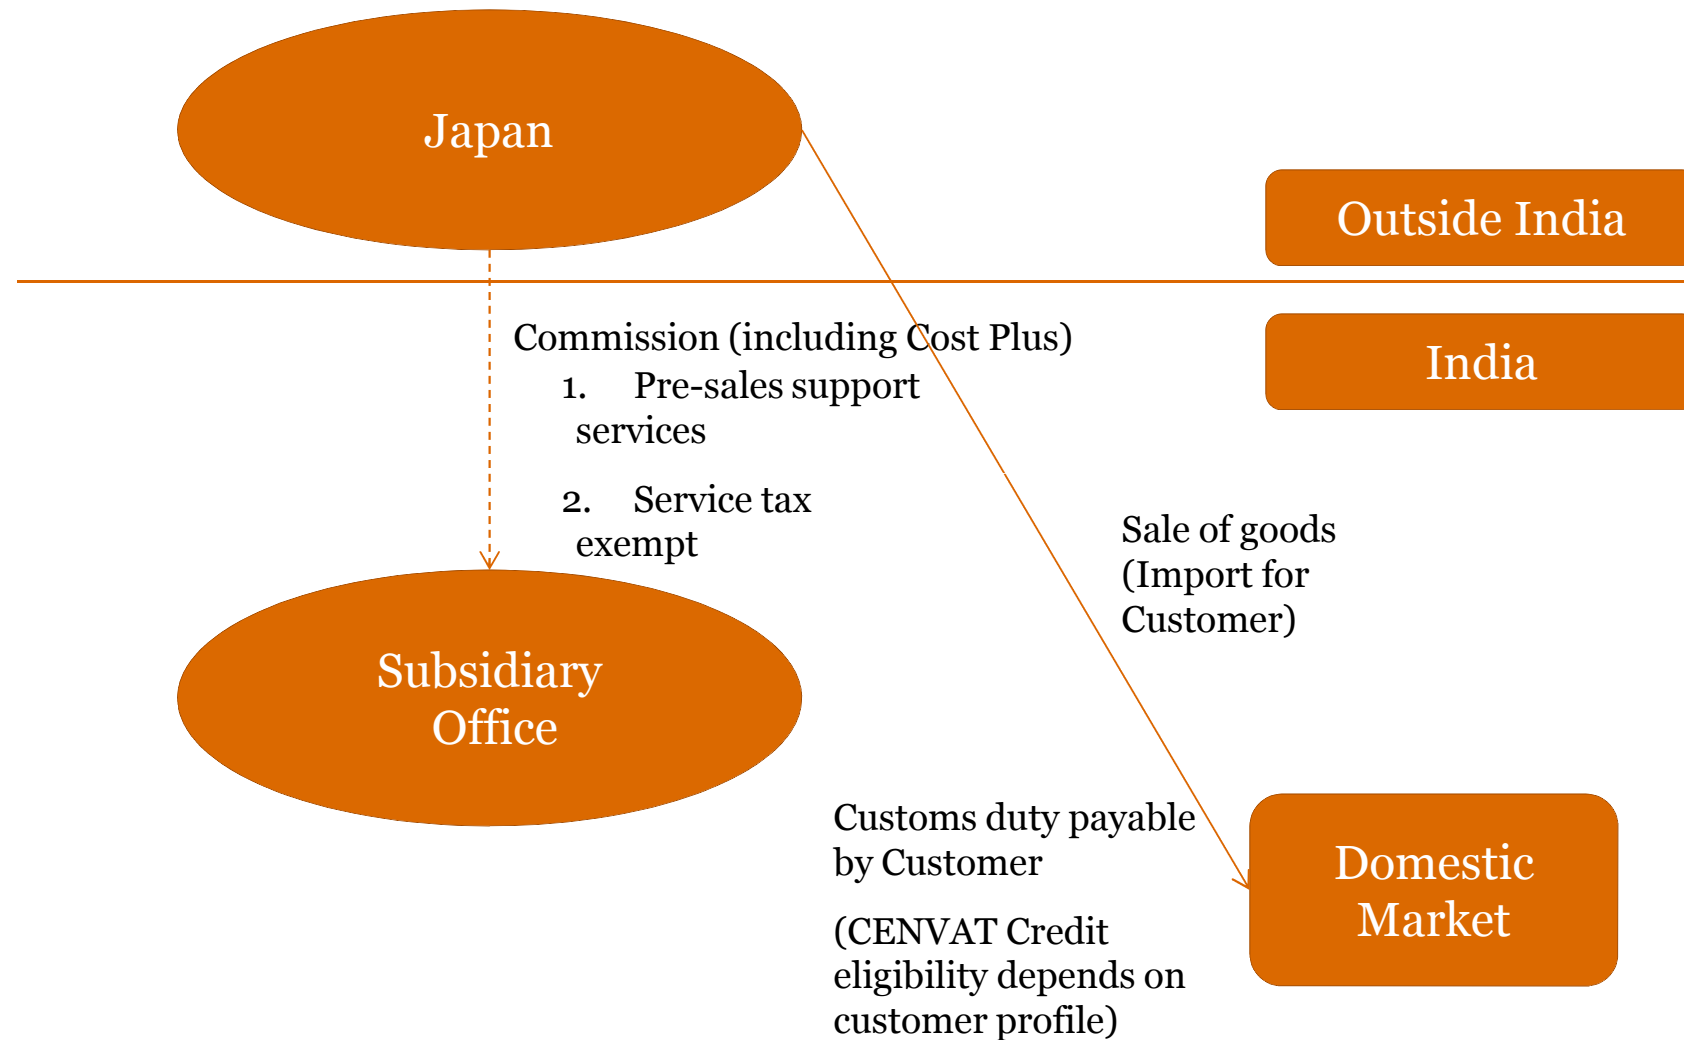 Japan
Outside India
India
Commission (including Cost Plus)
1. Pre-sales support
services
2. Service tax
exempt
Sale of goods
(Import for
Customer)
Subsidiary
Office
Customs duty payable
by Customer
(CENVAT Credit
eligibility depends on
customer profile)
Domestic
Market